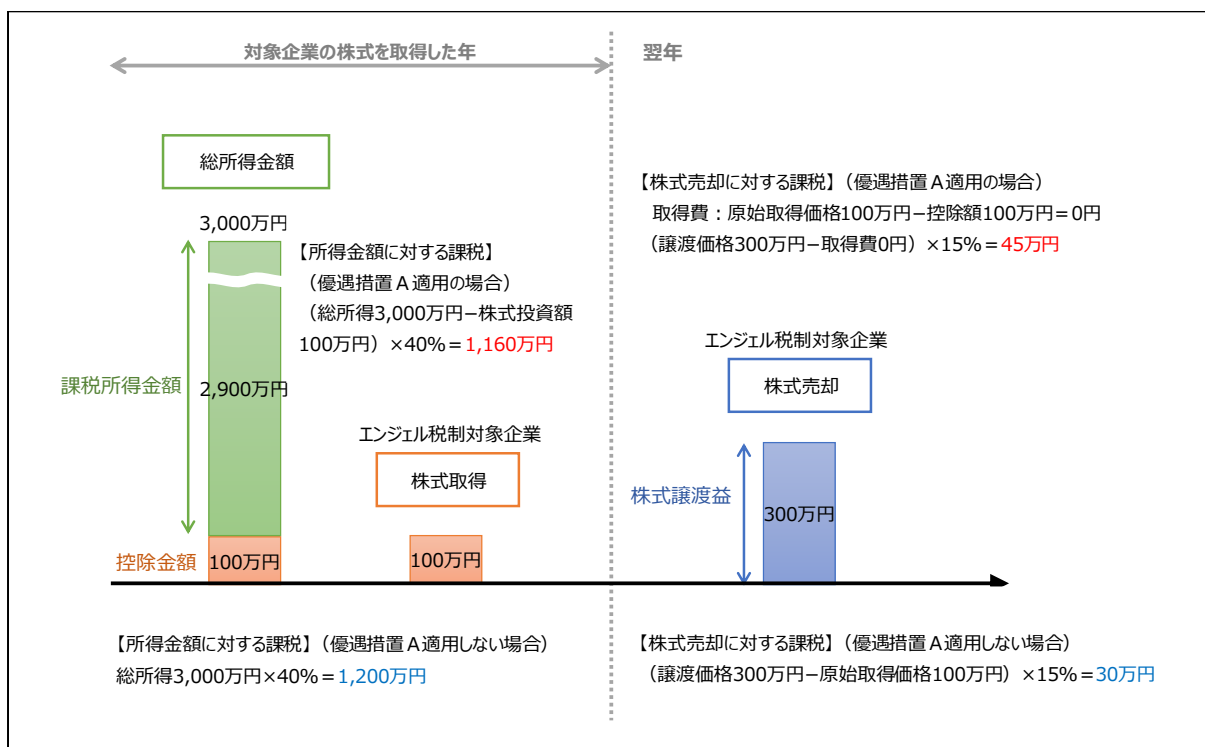 対象企業の株式を取得した年
翌年
総所得金額
3,000万円
【所得金額に対する課税】
（優遇措置Ａ適用の場合）
（総所得3,000万円−株式投資額
100万円）×40%＝1,160万円
課税所得金額
2,900万円
エンジェル税制対象企業
株式取得
控除金額
100万円
100万円
【所得金額に対する課税】（優遇措置Ａ適用しない場合）
総所得3,000万円×40%＝1,200万円
【株式売却に対する課税】（優遇措置Ａ適用の場合）
取得費：原始取得価格100万円−控除額100万円＝0円
（譲渡価格300万円−取得費0円）×15%＝45万円
エンジェル税制対象企業
株式売却
株式譲渡益
300万円
【株式売却に対する課税】（優遇措置Ａ適用しない場合）
（譲渡価格300万円−原始取得価格100万円）×15%＝30万円